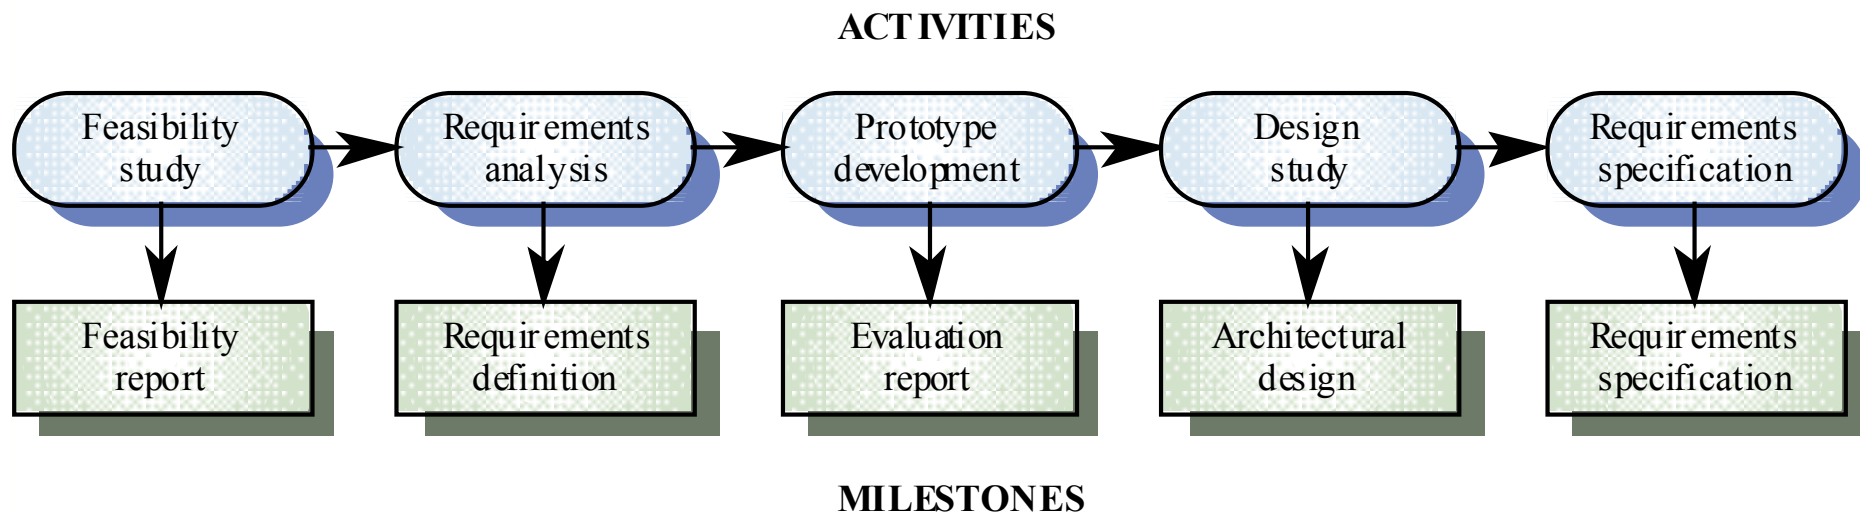 ACTIVITIES
Feasibility
study
Requirements
analysis
Prototype
development
Design
study
Requirements
specification
Feasibility
report
Requirements
definition
Evaluation
report
Architectural
design
Requirements
specification
MILESTONES